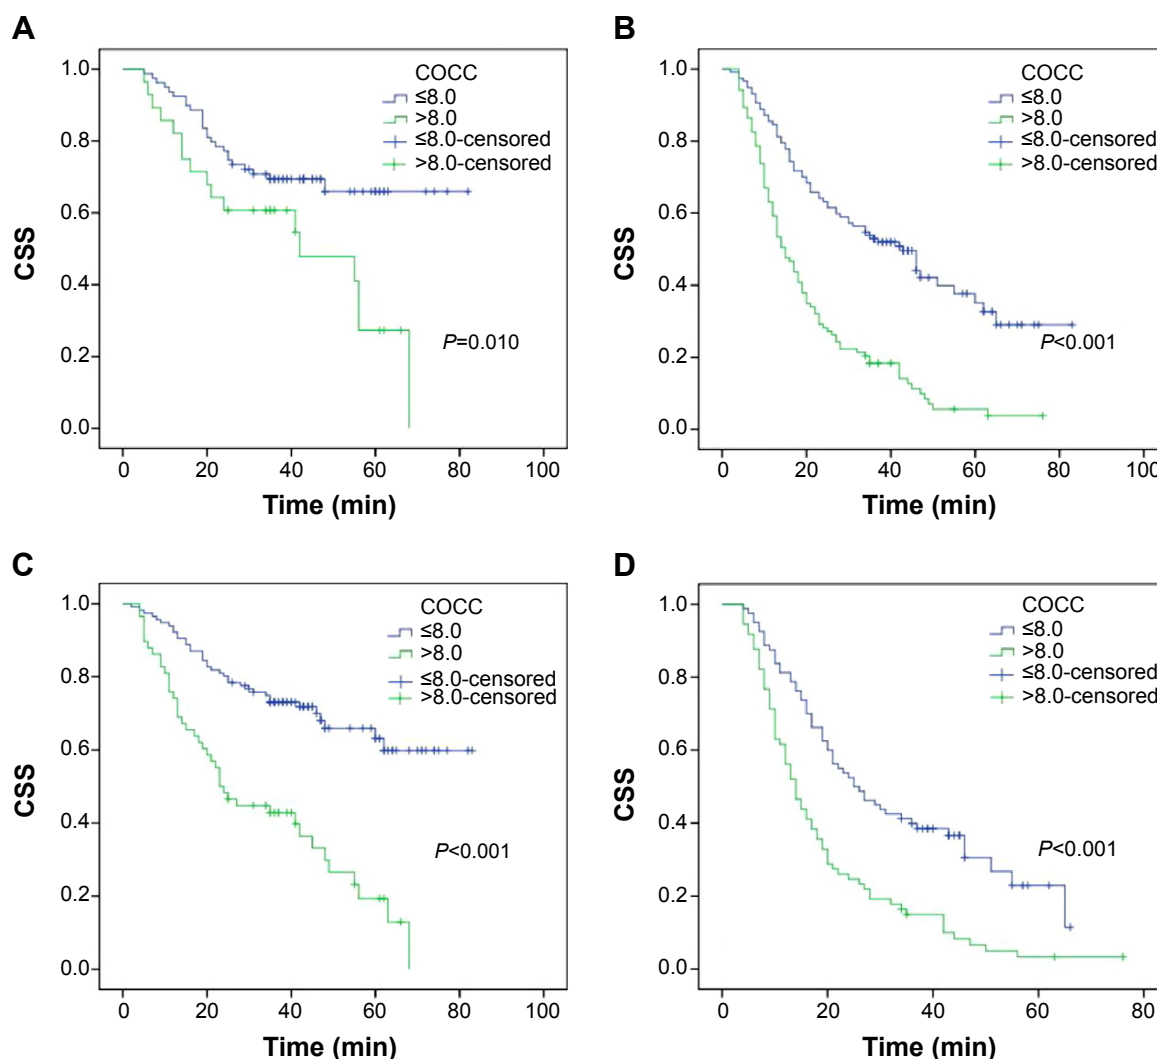 A
COCC
≤8.0
>8.0
≤8.0-censored
>8.0-censored
1.0
0.8
0.6
0.4
0.2
0.0
CSS
P=0.010
0 20 40 60 80 100
Time (min)
B
COCC
≤8.0
>8.0
≤8.0-censored
>8.0-censored
1.0
0.8
0.6
0.4
0.2
0.0
CSS
P<0.001
0 20 40 60 80 100
Time (min)
C
COCC
≤8.0
>8.0
≤8.0-censored
>8.0-censored
1.0
0.8
0.6
0.4
0.2
0.0
CSS
P<0.001
0 20 40 60 80 100
Time (min)
D
COCC
≤8.0
>8.0
≤8.0-censored
>8.0-censored
1.0
0.8
0.6
0.4
0.2
0.0
CSS
P<0.001
0 20 40 60 80
Time (min)